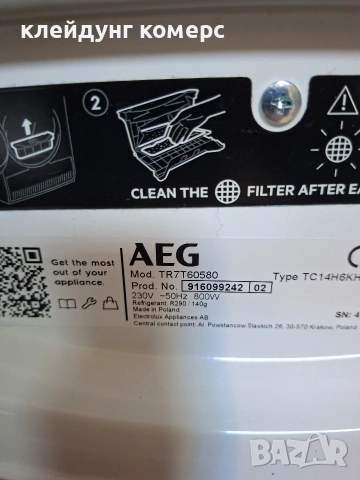 клейдунг комерс
2
CLEAN THE FILTER AFTER EA
Get the most
out of your
appliance.
AEG
Mod. TR7T60580
Prod. No. 916099242 02
230V ~50Hz 800W
Refrigerant: R290 / 140g
Made in Poland
Electrolux Appliances AB
Central contact point: Al. Powstancow Slaskich 26, 30-570 Krakow, Poland
Type TC14H6KH
SN: 4
BAZAR